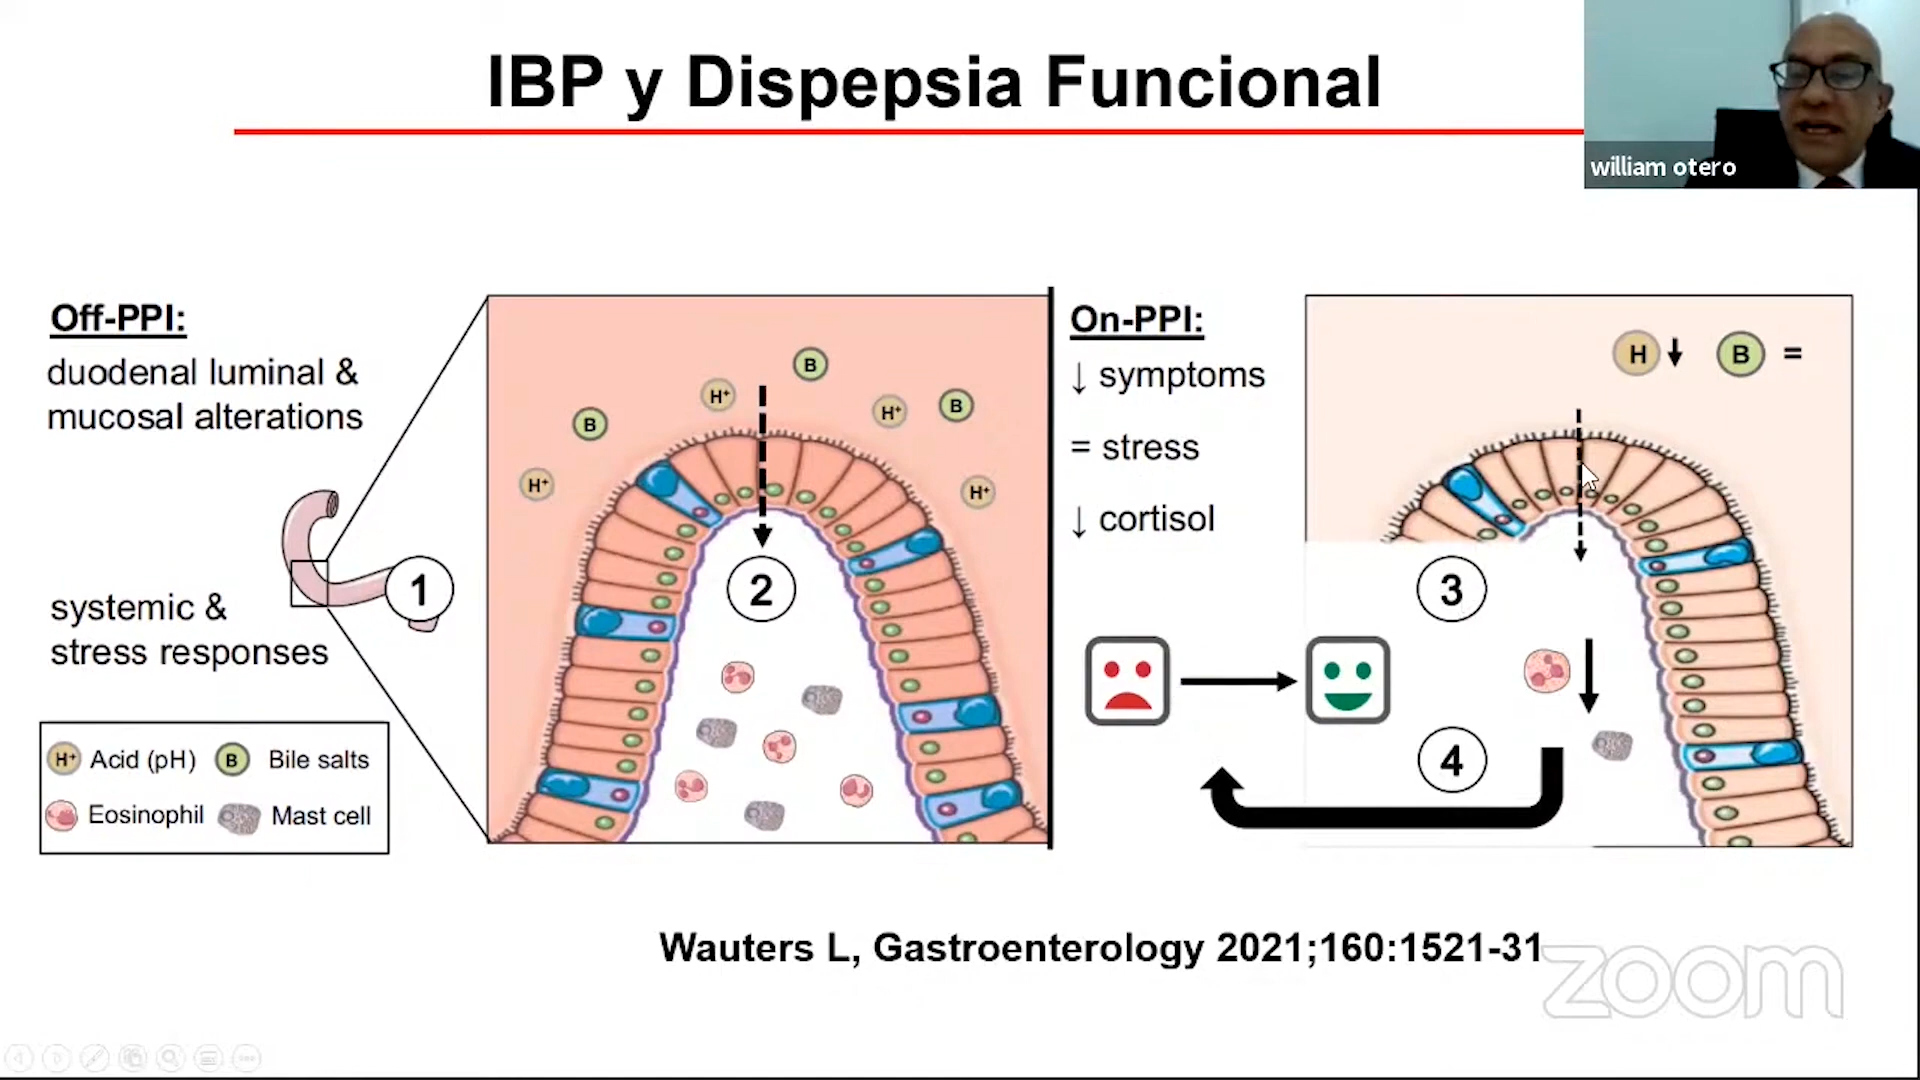 IBP y Dispepsia Funcional
william otero
Off-PPI:
duodenal luminal &
mucosal alterations
systemic &
stress responses
1
H+ Acid (pH) B Bile salts
Eosinophil Mast cell
B
H+
H+
B
B
H+
H+
2
On-PPI:
↓ symptoms
= stress
↓ cortisol
H ↓ B =
3
4
Wauters L, Gastroenterology 2021;160:1521-31
zoom